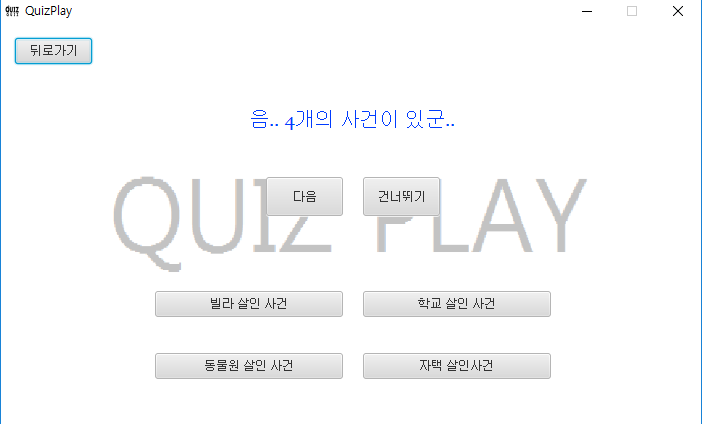 QUIZ QuizPlay
뒤로가기
음.. 4개의 사건이 있군..
QUIZ PLAY
다음 건너뛰기
빌라 살인 사건 학교 살인 사건
동물원 살인 사건 자택 살인사건